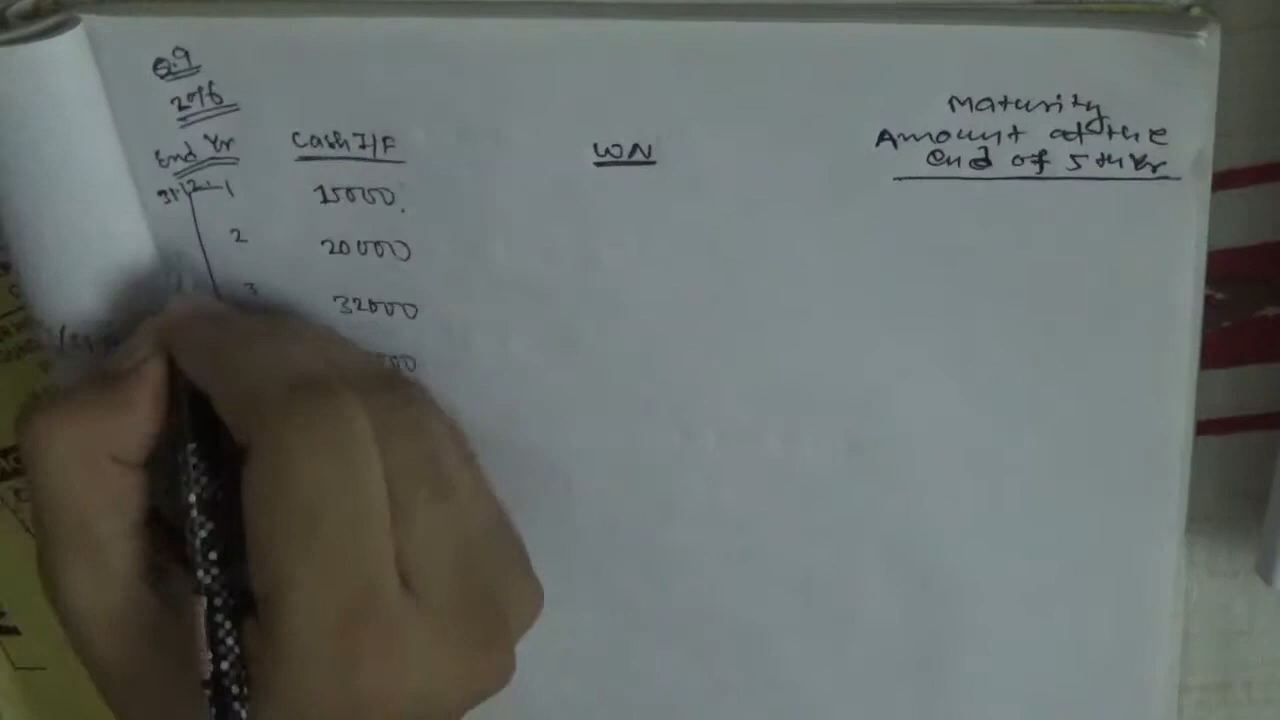 Q.9
2016
End Yr Cash I/F WN Maturity Amount at the end of 5th Yr
1 15000.
2 20000
3 32000